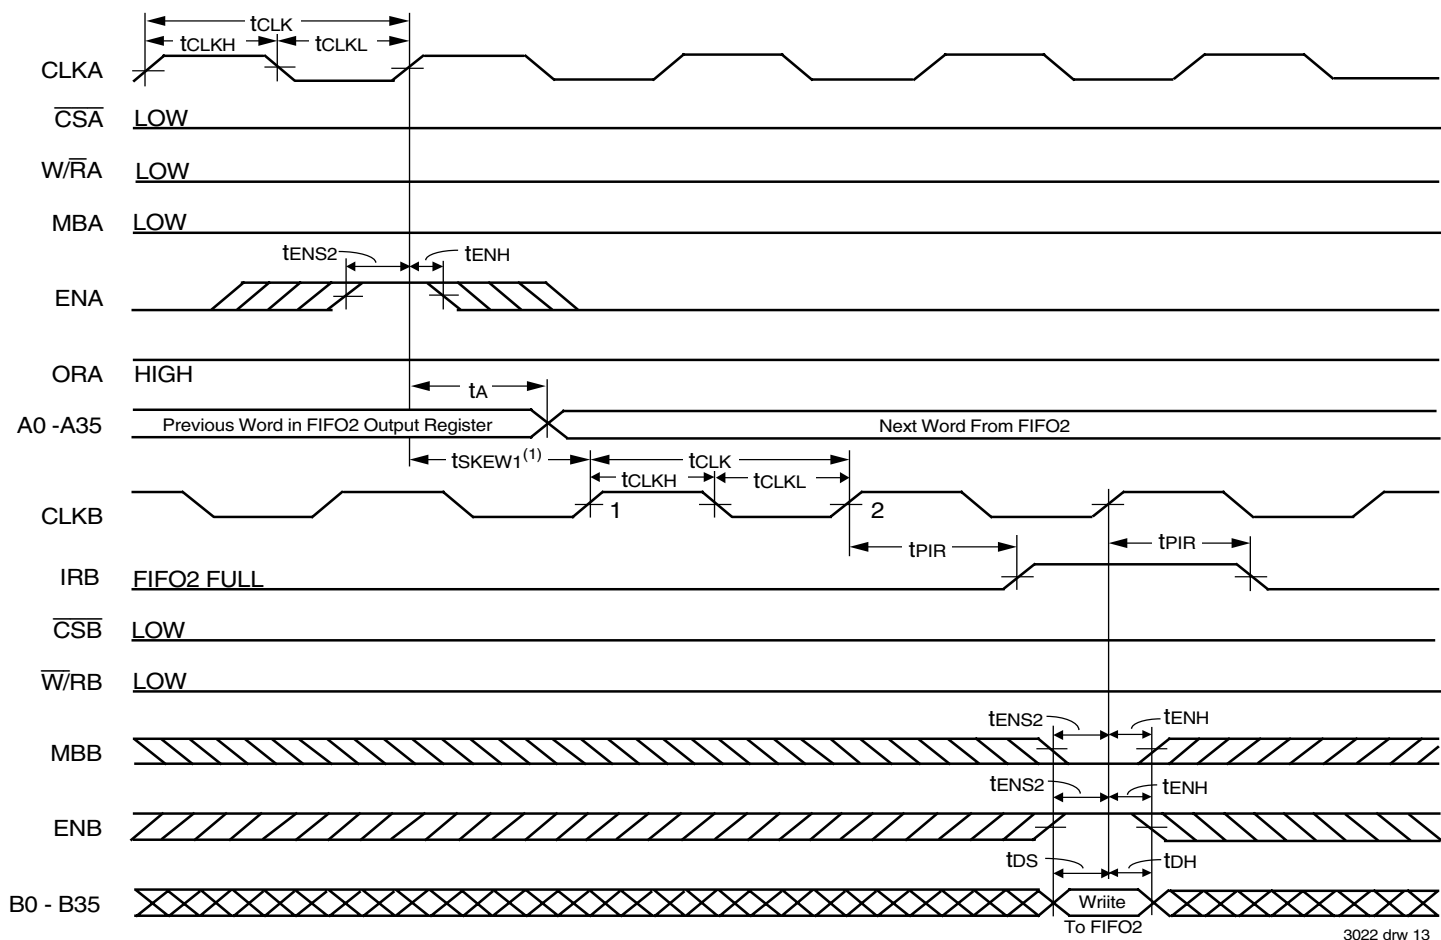 tCLK
tCLKH tCLKL
CLKA
CSA LOW
W/RA LOW
MBA LOW
tENS2 tENH
ENA
ORA HIGH
tA
A0 -A35 Previous Word in FIFO2 Output Register Next Word From FIFO2
tSKEW1(1) tCLK
tCLKH tCLKL
CLKB 1 2
tPIR tPIR
IRB FIFO2 FULL
CSB LOW
W/RB LOW
tENS2 tENH
MBB
tENS2 tENH
ENB
tDS tDH
B0 - B35 Wriite
To FIFO2
3022 drw 13